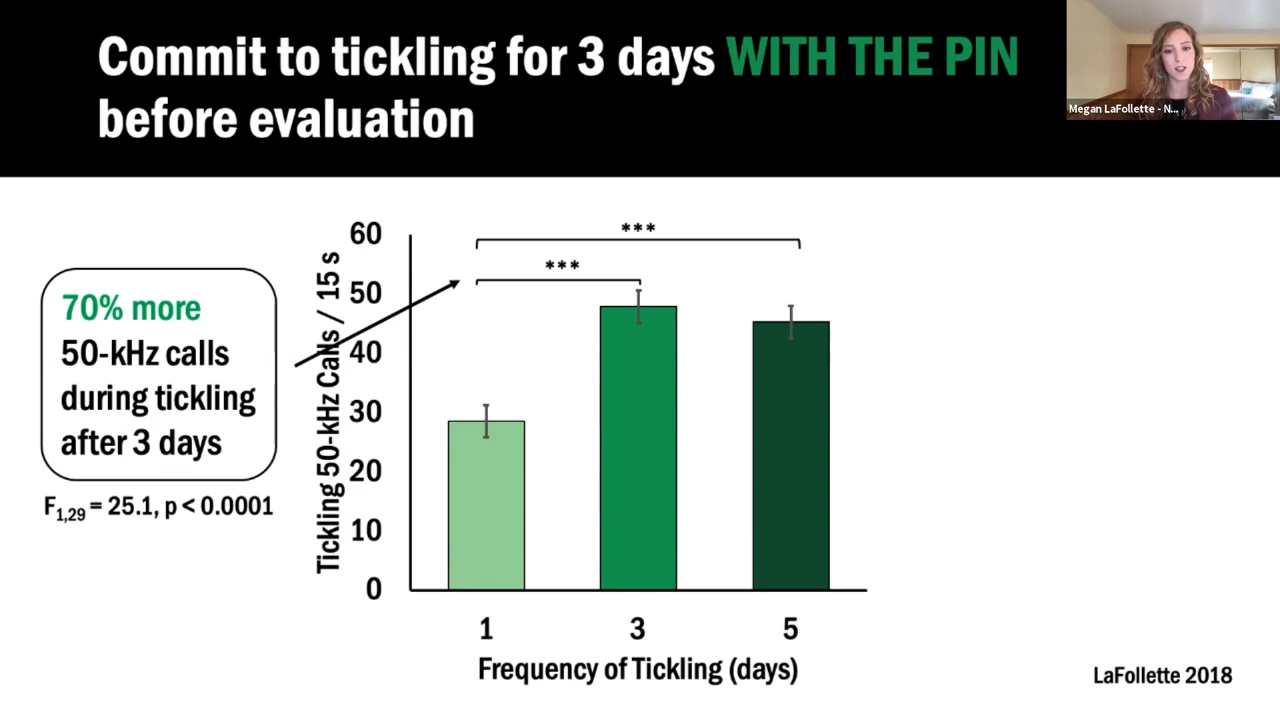 Commit to tickling for 3 days WITH THE PIN
before evaluation
Megan LaFollette - N...
70% more
50-kHz calls
during tickling
after 3 days
F1,29 = 25.1, p < 0.0001
Tickling 50-kHz Calls / 15 s
60
50
40
30
20
10
0
***
***
1 3 5
Frequency of Tickling (days)
LaFollette 2018